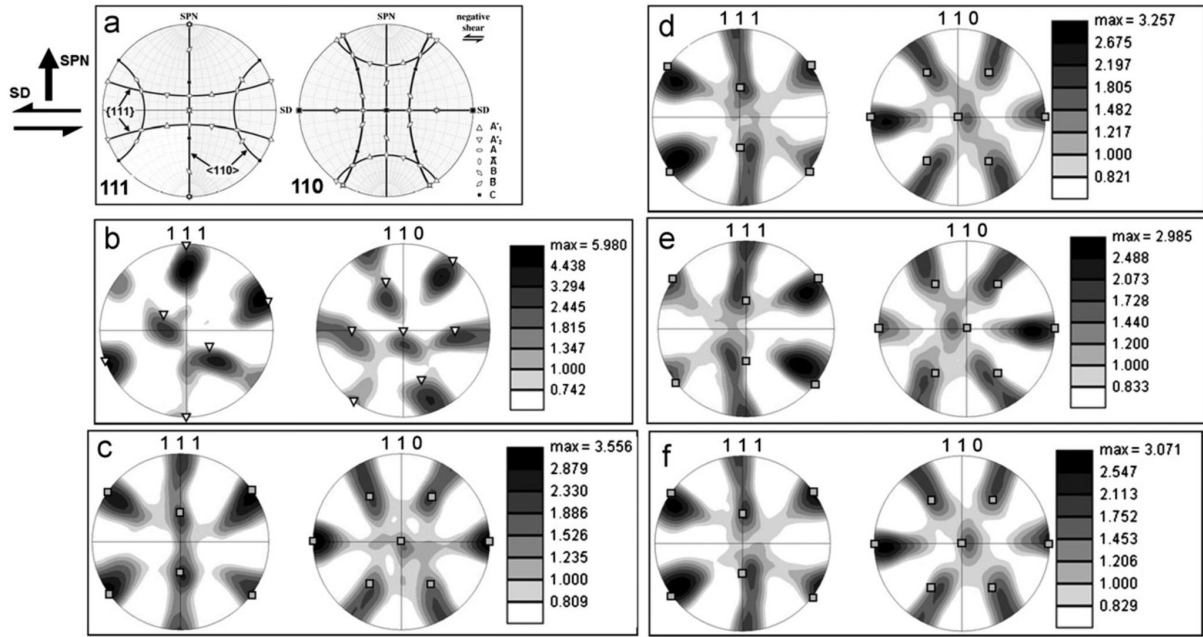 SPN
SD
a
SPN
111
{111}
<110>
SPN
negative
shear
SD
SD
110
A*1
A*2
A
A̅
B
B̅
C
b
1 1 1
1 1 0
max = 5.980
4.438
3.294
2.445
1.815
1.347
1.000
0.742
c
1 1 1
1 1 0
max = 3.556
2.879
2.330
1.886
1.526
1.235
1.000
0.809
d
1 1 1
1 1 0
max = 3.257
2.675
2.197
1.805
1.482
1.217
1.000
0.821
e
1 1 1
1 1 0
max = 2.985
2.488
2.073
1.728
1.440
1.200
1.000
0.833
f
1 1 1
1 1 0
max = 3.071
2.547
2.113
1.752
1.453
1.206
1.000
0.829